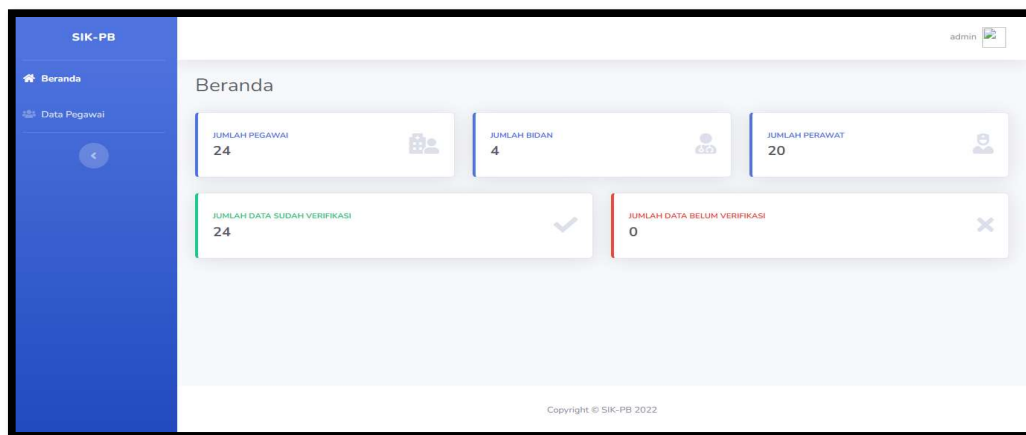 SIK-PB
admin
Beranda
Data Pegawai
Beranda
JUMLAH PEGAWAI
24
JUMLAH BIDAN
4
JUMLAH PERAWAT
20
JUMLAH DATA SUDAH VERIFIKASI
24
JUMLAH DATA BELUM VERIFIKASI
0
Copyright © SIK-PB 2022